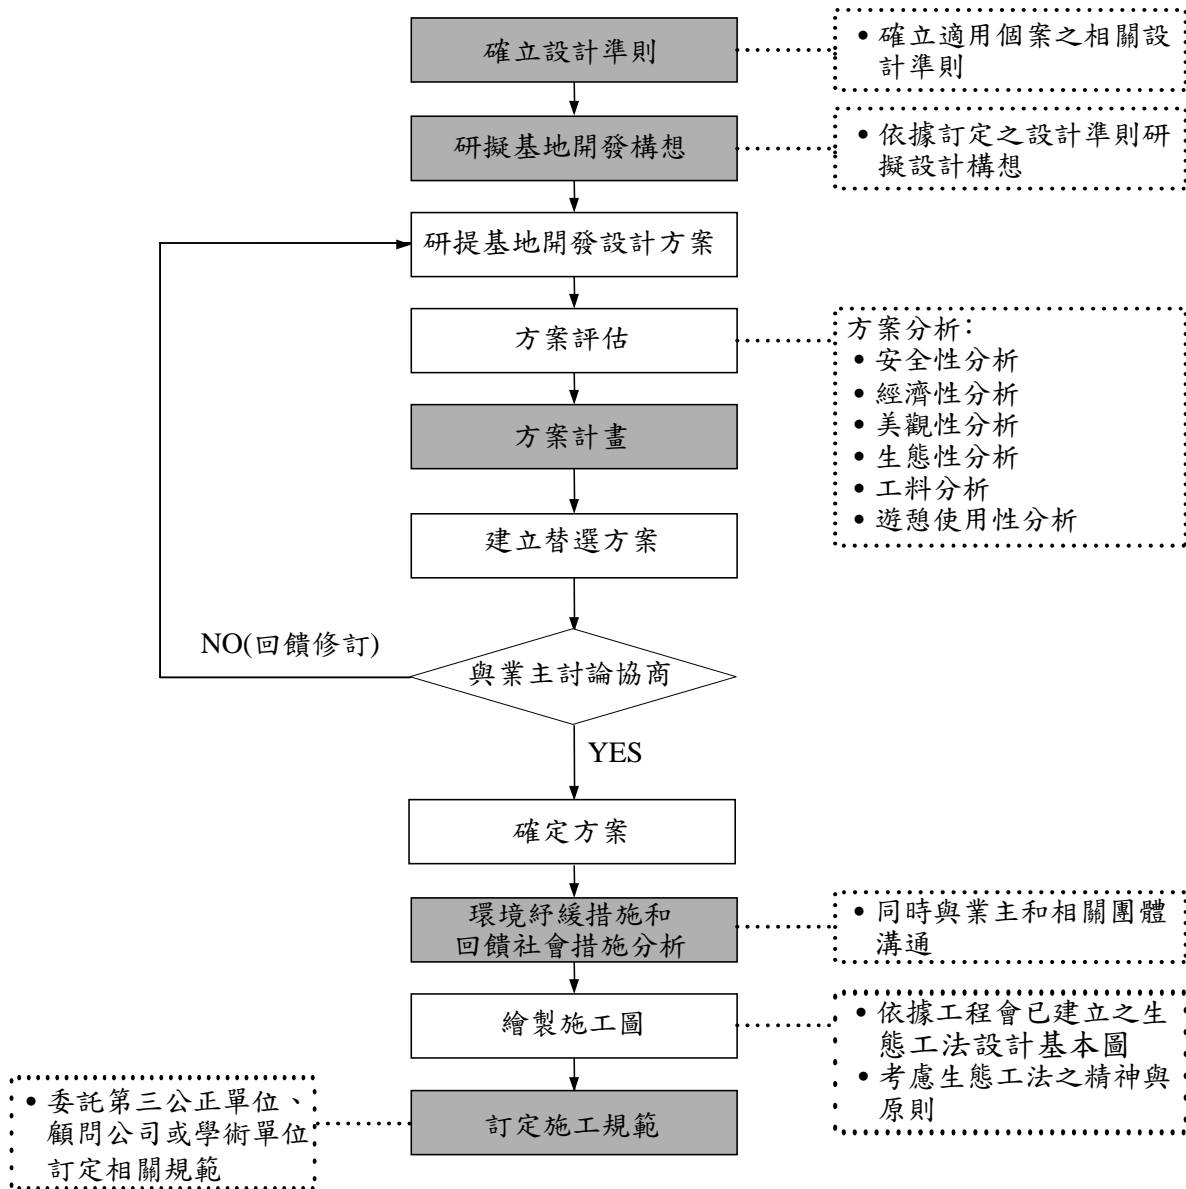 確立設計準則
• 確立適用個案之相關設
計準則
研擬基地開發構想
• 依據訂定之設計準則研
擬設計構想
研提基地開發設計方案
方案評估
方案分析:
• 安全性分析
• 經濟性分析
• 美觀性分析
• 生態性分析
• 工料分析
• 遊憩使用性分析
方案計畫
建立替選方案
NO(回饋修訂)
與業主討論協商
YES
確定方案
環境紓緩措施和
回饋社會措施分析
• 同時與業主和相關團體
溝通
繪製施工圖
• 依據工程會已建立之生
態工法設計基本圖
• 考慮生態工法之精神與
原則
• 委託第三公正單位、
顧問公司或學術單位
訂定相關規範
訂定施工規範